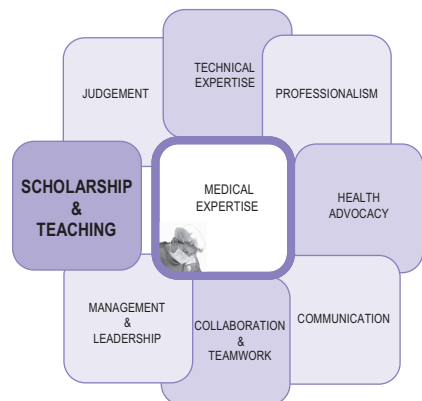 TECHNICAL
EXPERTISE
JUDGEMENT
PROFESSIONALISM
SCHOLARSHIP
&
TEACHING
MEDICAL
EXPERTISE
HEALTH
ADVOCACY
MANAGEMENT
&
LEADERSHIP
COLLABORATION
&
TEAMWORK
COMMUNICATION